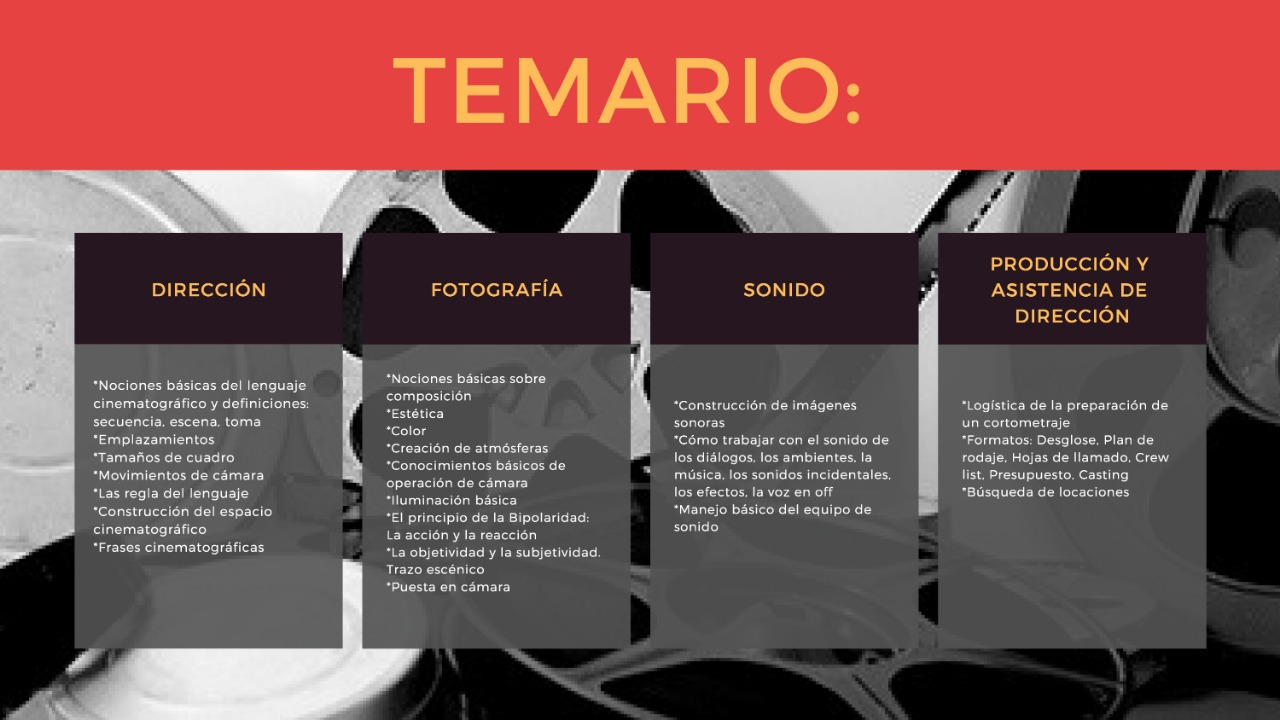 TEMARIO:
DIRECCIÓN
*Nociones básicas del lenguaje
cinematográfico y definiciones:
secuencia, escena, toma
*Emplazamientos
*Tamaños de cuadro
*Movimientos de cámara
*Las regla del lenguaje
*Construcción del espacio
cinematográfico
*Frases cinematográficas
FOTOGRAFÍA
*Nociones básicas sobre
composición
*Estética
*Color
*Creación de atmósferas
*Conocimientos básicos de
operación de cámara
*Iluminación básica
*El principio de la Bipolaridad:
La acción y la reacción
*La objetividad y la subjetividad.
Trazo escénico
*Puesta en cámara
SONIDO
*Construcción de imágenes
sonoras
*Cómo trabajar con el sonido de
los diálogos, los ambientes, la
música, los sonidos incidentales,
los efectos, la voz en off
*Manejo básico del equipo de
sonido
PRODUCCIÓN Y
ASISTENCIA DE
DIRECCIÓN
*Logística de la preparación de
un cortometraje
*Formatos: Desglose, Plan de
rodaje, Hojas de llamado, Crew
list, Presupuesto, Casting
*Búsqueda de locaciones